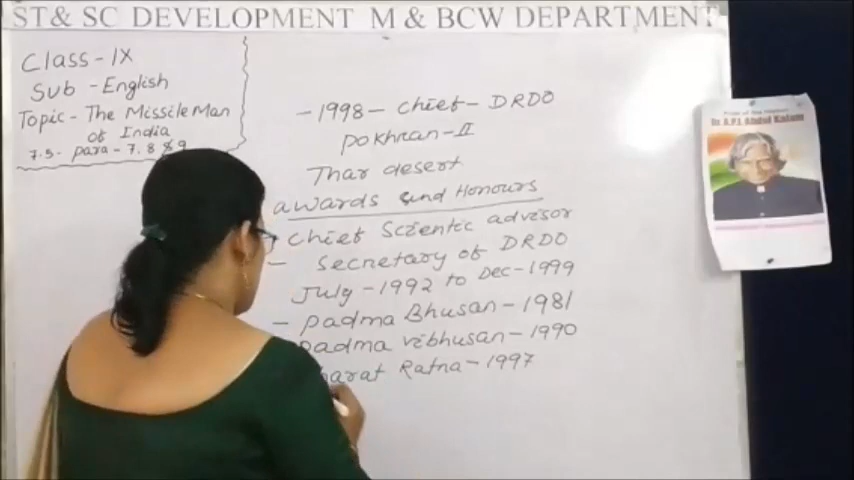 ST& SC DEVELOPMENT M & BCW DEPARTMENT
Class - IX
Sub - English
Topic - The Missile Man
of India
7.5- para - 7. 8 & 9
- 1998 - chief - DRDO
pokhran - II
Thar desert
awards and Honours
chief Scientic advisor
- Secretary of DRDO
July - 1992 to Dec - 1999
- padma Bhusan - 1981
padma vibhusan - 1990
Ratna - 1997
Dr. A.P.J. Abdul Kalam